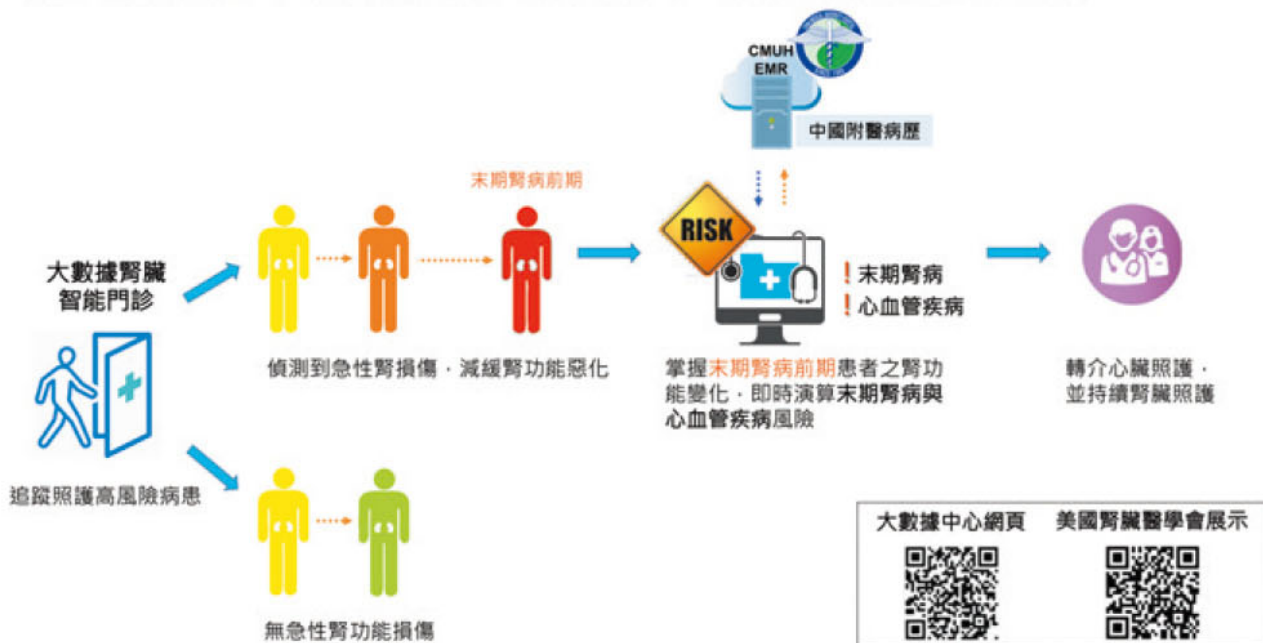 CMUH
EMR
中國附醫病歷
末期腎病前期
RISK
大數據腎臟
智能門診
! 末期腎病
! 心血管疾病
偵測到急性腎損傷，減緩腎功能惡化
掌握末期腎病前期患者之腎功
能變化，即時演算末期腎病與
心血管疾病風險
轉介心臟照護，
並持續腎臟照護
追蹤照護高風險病患
無急性腎功能損傷
大數據中心網頁
美國腎臟醫學會展示